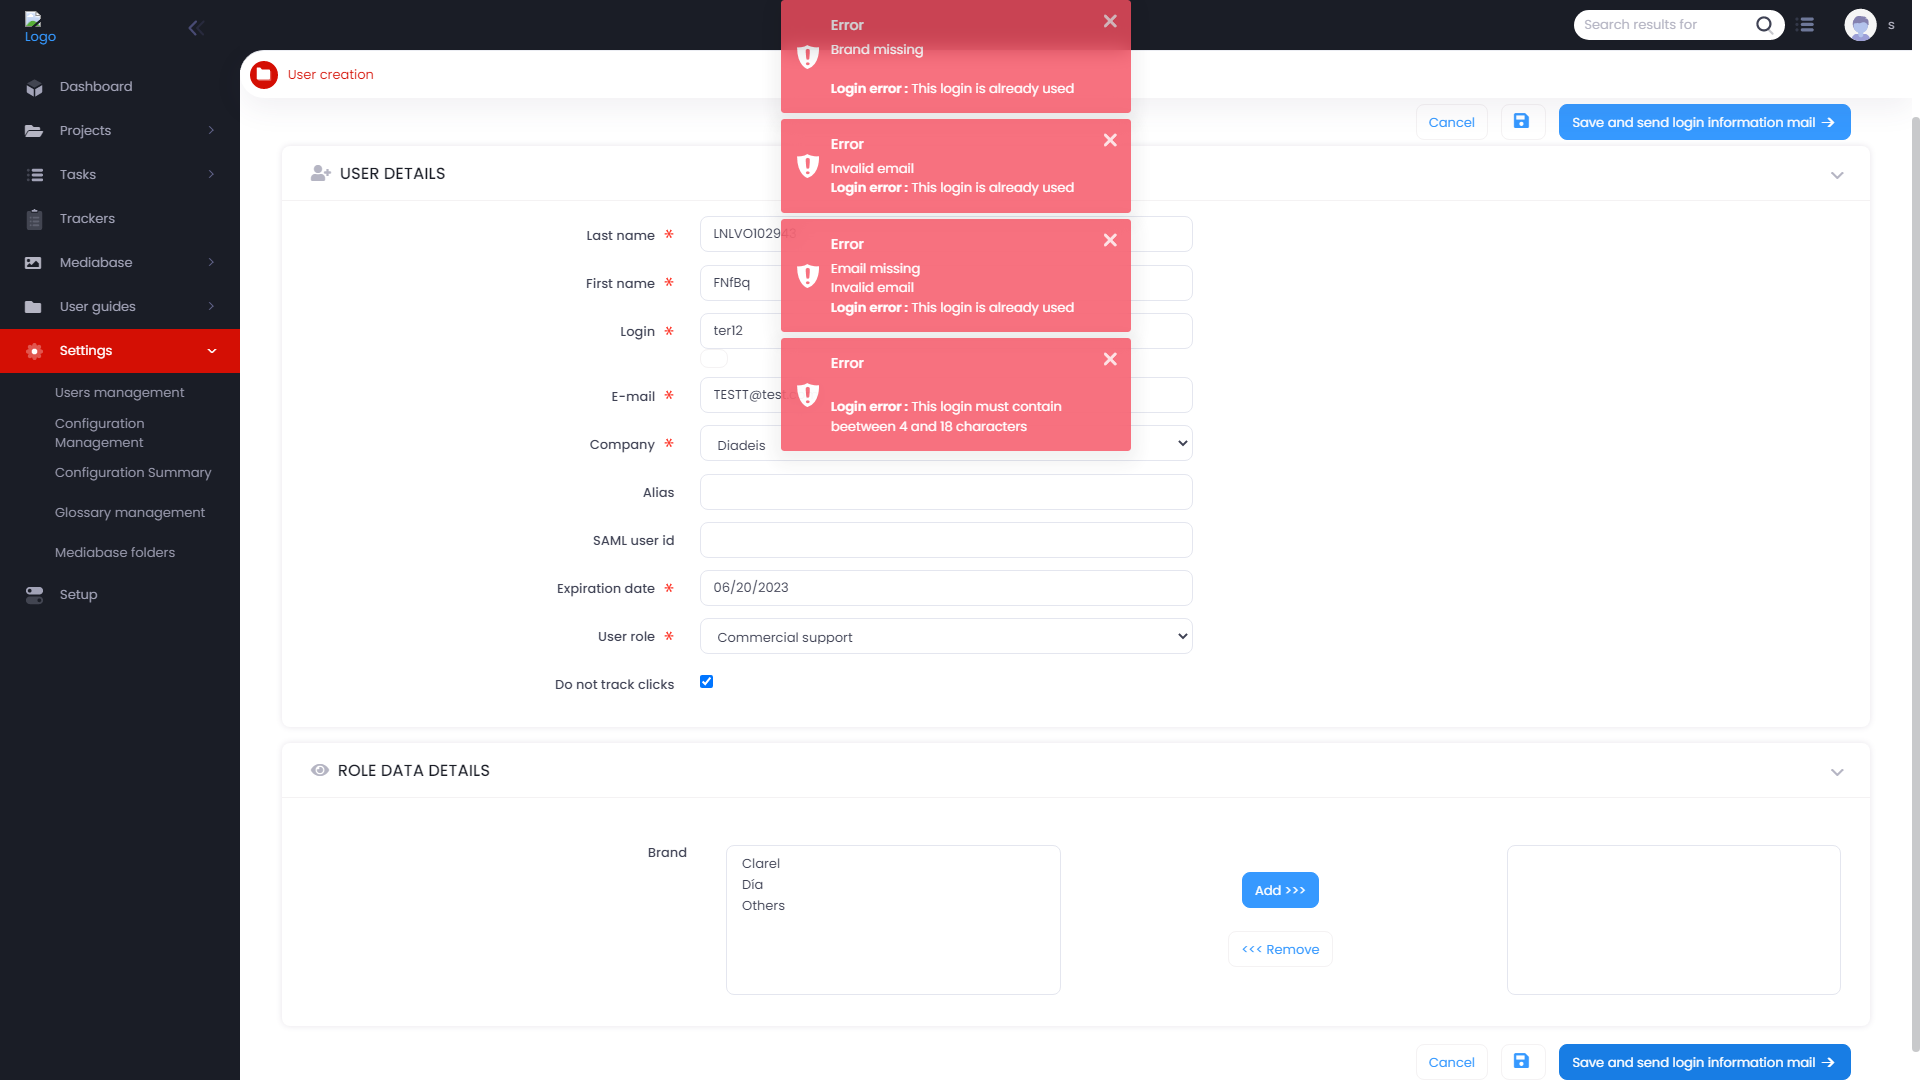 Logo
Search results for
s
Dashboard
Projects
Tasks
Trackers
Mediabase
User guides
Settings
Users management
Configuration
Management
Configuration Summary
Glossary management
Mediabase folders
Setup
User creation
Error
Brand missing
Login error : This login is already used
Error
Invalid email
Login error : This login is already used
Error
Email missing
Invalid email
Login error : This login is already used
Error
Login error : This login must contain
beetween 4 and 18 characters
Cancel
Save and send login information mail
USER DETAILS
Last name *
LNLVO102943
First name *
FNfBq
Login *
ter12
E-mail *
TESTT@test
Company *
Diadeis
Alias
SAML user id
Expiration date *
06/20/2023
User role *
Commercial support
Do not track clicks
ROLE DATA DETAILS
Brand
Clarel
Día
Others
Add >>>
<<< Remove
Cancel
Save and send login information mail